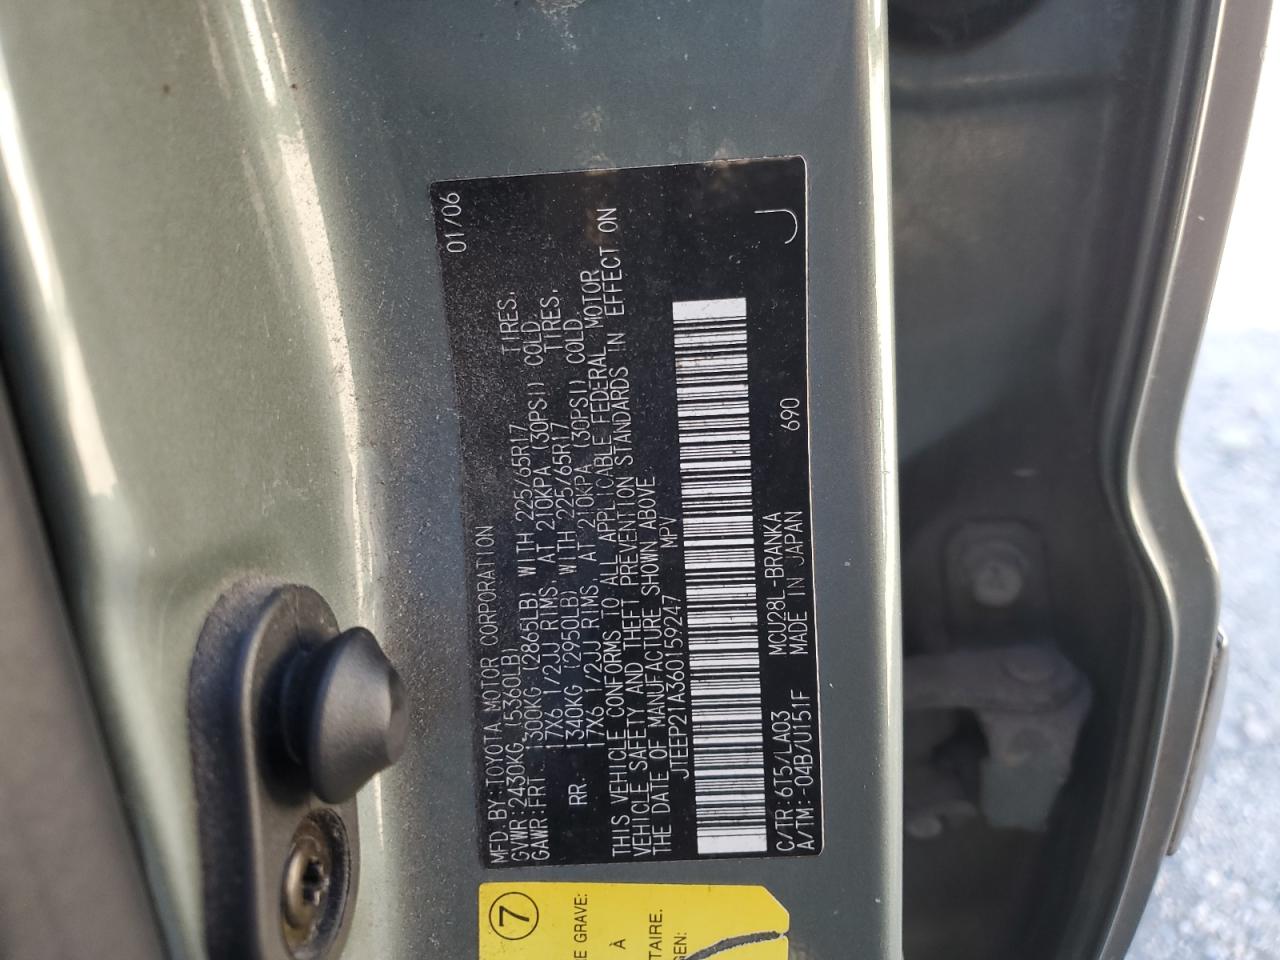 MFD. BY:TOYOTA MOTOR CORPORATION 01/06
GVWR:2430KG (5360LB)
GAWR:FRT. 1300KG (2865LB) WITH 225/65R17 TIRES,
17X6 1/2JJ RIMS, AT 210KPA (30PSI) COLD.
RR. 1340KG (2950LB) WITH 225/65R17 TIRES,
17X6 1/2JJ RIMS, AT 210KPA (30PSI) COLD.
THIS VEHICLE CONFORMS TO ALL APPLICABLE FEDERAL MOTOR
VEHICLE SAFETY AND THEFT PREVENTION STANDARDS IN EFFECT ON
THE DATE OF MANUFACTURE SHOWN ABOVE.
JTEEP21A360159247 MPV
C/TR:6T5/LA03 MCU28L-BRANKA 690 J
A/TM:-04B/U151F MADE IN JAPAN
7
E GRAVE:
À
TAIRE.
GEN: